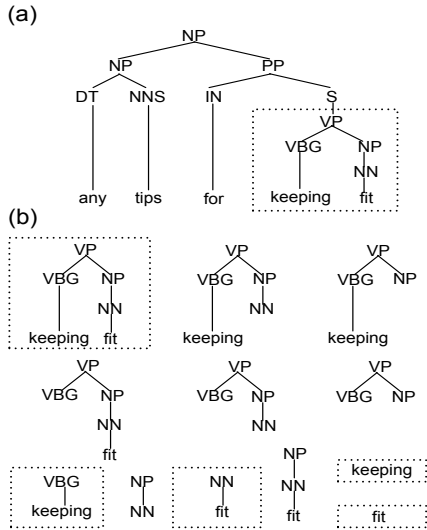 (a)
NP
NP PP
DT NNS IN S
VP
VBG NP
NN
any tips for keeping fit
(b)
VP VP VP
VBG NP VBG NP VBG NP
NN NN
keeping fit keeping keeping
VP VP VP
VBG NP VBG NP VBG NP
NN NN
fit
NP
VBG NP NN NN keeping
keeping NN fit fit fit